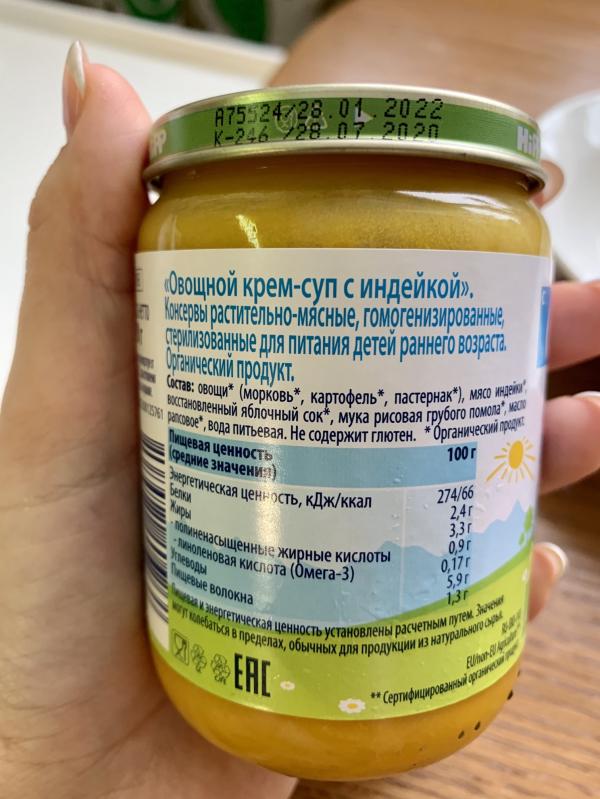 A75524/28.01.2022
K-246 /28.07.2020
HiPP
«Овощной крем-суп с индейкой».
Консервы растительно-мясные, гомогенизированные,
стерилизованные для питания детей раннего возраста.
Органический продукт.
Состав: овощи* (морковь*, картофель*, пастернак*), мясо индейки*,
восстановленный яблочный сок*, мука рисовая грубого помола*, масло
рапсовое*, вода питьевая. Не содержит глютен. * Органический продукт.
Пищевая ценность
(средние значения) 100 г
Энергетическая ценность, кДж/ккал 274/66
Белки 2,4 г
Жиры 3,3 г
- полиненасыщенные жирные кислоты 0,9 г
- линоленовая кислота (Омега-3) 0,17 г
Углеводы 5,9 г
Пищевые волокна 1,3 г
Пищевая и энергетическая ценность установлены расчетным путем. Значения
могут колебаться в пределах, обычных для продукции из натурального сырья.
EAC
EU/non-EU Agriculture
** Сертифицированный органический продукт